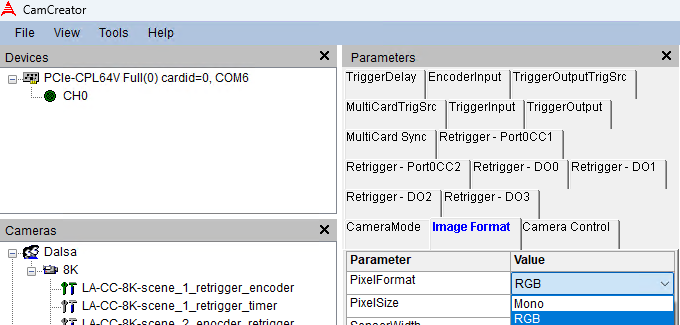 CamCreator
File View Tools Help
Devices
PCIe-CPL64V Full(0) cardid=0, COM6
CH0
Cameras
Dalsa
8K
LA-CC-8K-scene_1_retrigger_encoder
LA-CC-8K-scene_1_retrigger_timer
LA-CC-8K-scene_2_enocder_retrigger
Parameters
TriggerDelay EncoderInput TriggerOutputTrigSrc
MultiCardTrigSrc TriggerInput TriggerOutput
MultiCard Sync Retrigger - Port0CC1
Retrigger - Port0CC2 Retrigger - DO0 Retrigger - DO1
Retrigger - DO2 Retrigger - DO3
CameraMode Image Format Camera Control
Parameter Value
PixelFormat RGB
PixelSize Mono
RGB
SensorWidth